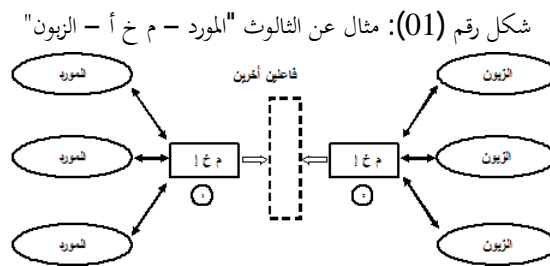 شكل رقم (01): مثال عن الثالوث "المورد – م خ أ – الزبون"
الزبون
فاعلين أخرين
المورد
الزبون
م خ إ
م خ إ
المورد
الزبون
المورد